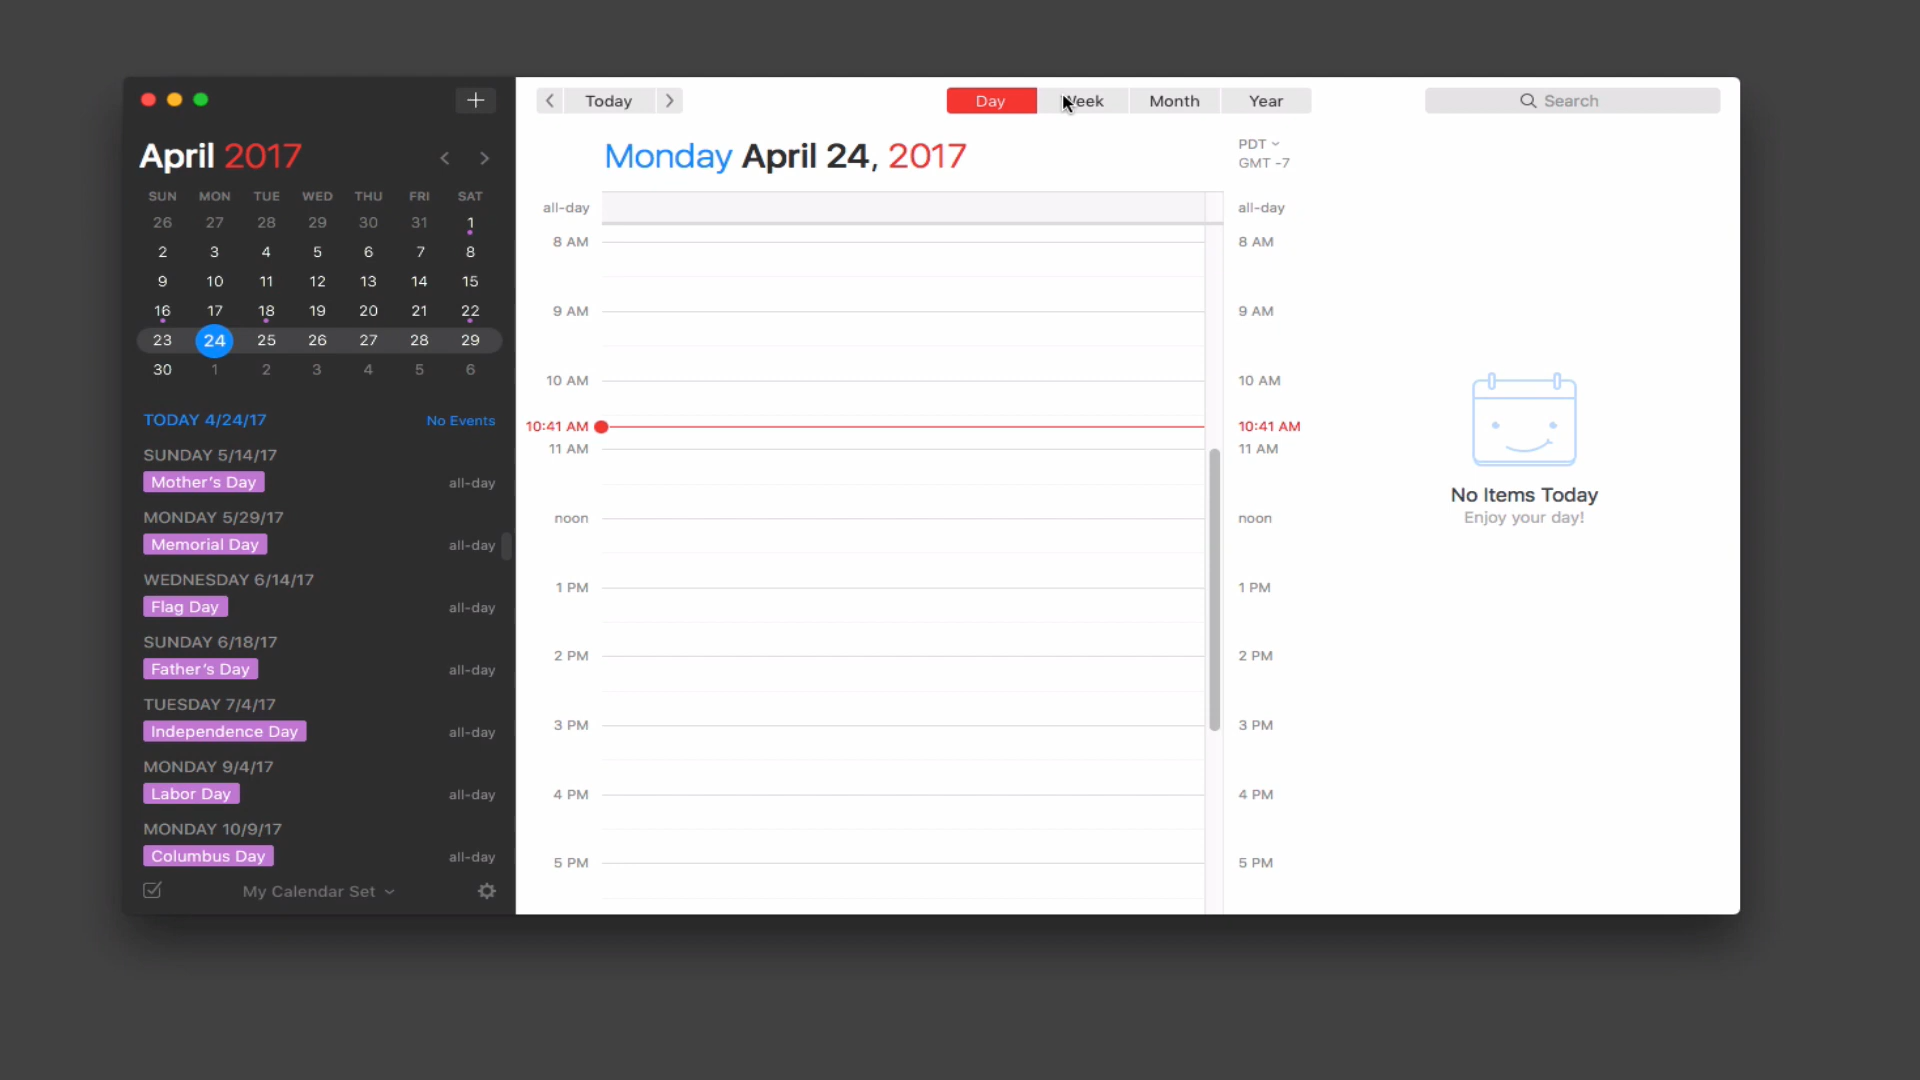 April 2017
SUN MON TUE WED THU FRI SAT
26 27 28 29 30 31 1
2 3 4 5 6 7 8
9 10 11 12 13 14 15
16 17 18 19 20 21 22
23 24 25 26 27 28 29
30 1 2 3 4 5 6
TODAY 4/24/17 No Events
SUNDAY 5/14/17
Mother's Day all-day
MONDAY 5/29/17
Memorial Day all-day
WEDNESDAY 6/14/17
Flag Day all-day
SUNDAY 6/18/17
Father's Day all-day
TUESDAY 7/4/17
Independence Day all-day
MONDAY 9/4/17
Labor Day all-day
MONDAY 10/9/17
Columbus Day all-day
My Calendar Set
Today Day Week Month Year Search
Monday April 24, 2017
PDT
GMT -7
all-day all-day
8 AM 8 AM
9 AM 9 AM
10 AM 10 AM
10:41 AM 10:41 AM
11 AM 11 AM
noon noon
1 PM 1 PM
2 PM 2 PM
3 PM 3 PM
4 PM 4 PM
5 PM 5 PM
No Items Today
Enjoy your day!